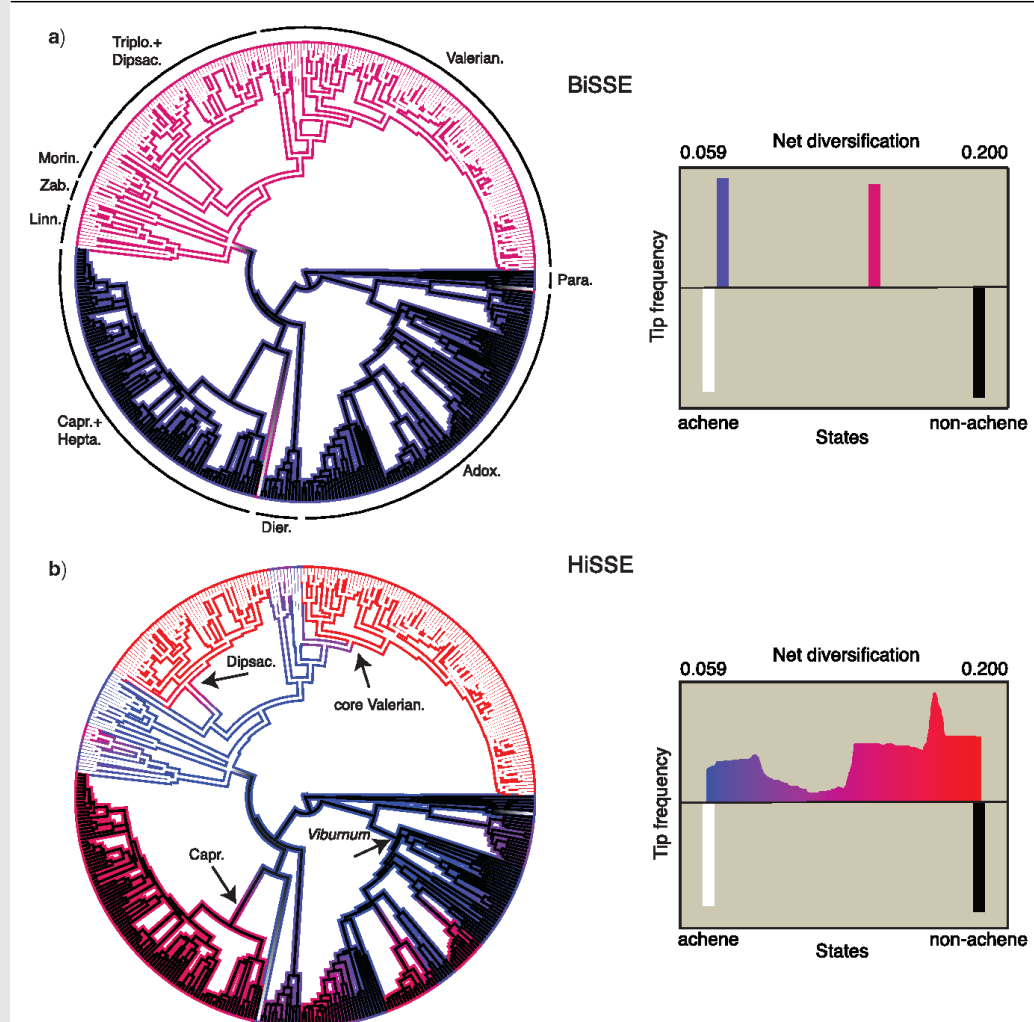 a)
Triplo.+
Dipsac.
Valerian.
Morin.
Zab.
Linn.
Para.
Capr.+
Hepta.
Adox.
Dier.
BiSSE
Net diversification
0.059 0.200
Tip frequency
achene non-achene
States
b)
Dipsac.
core Valerian.
Viburnum
Capr.
HiSSE
Net diversification
0.059 0.200
Tip frequency
achene non-achene
States